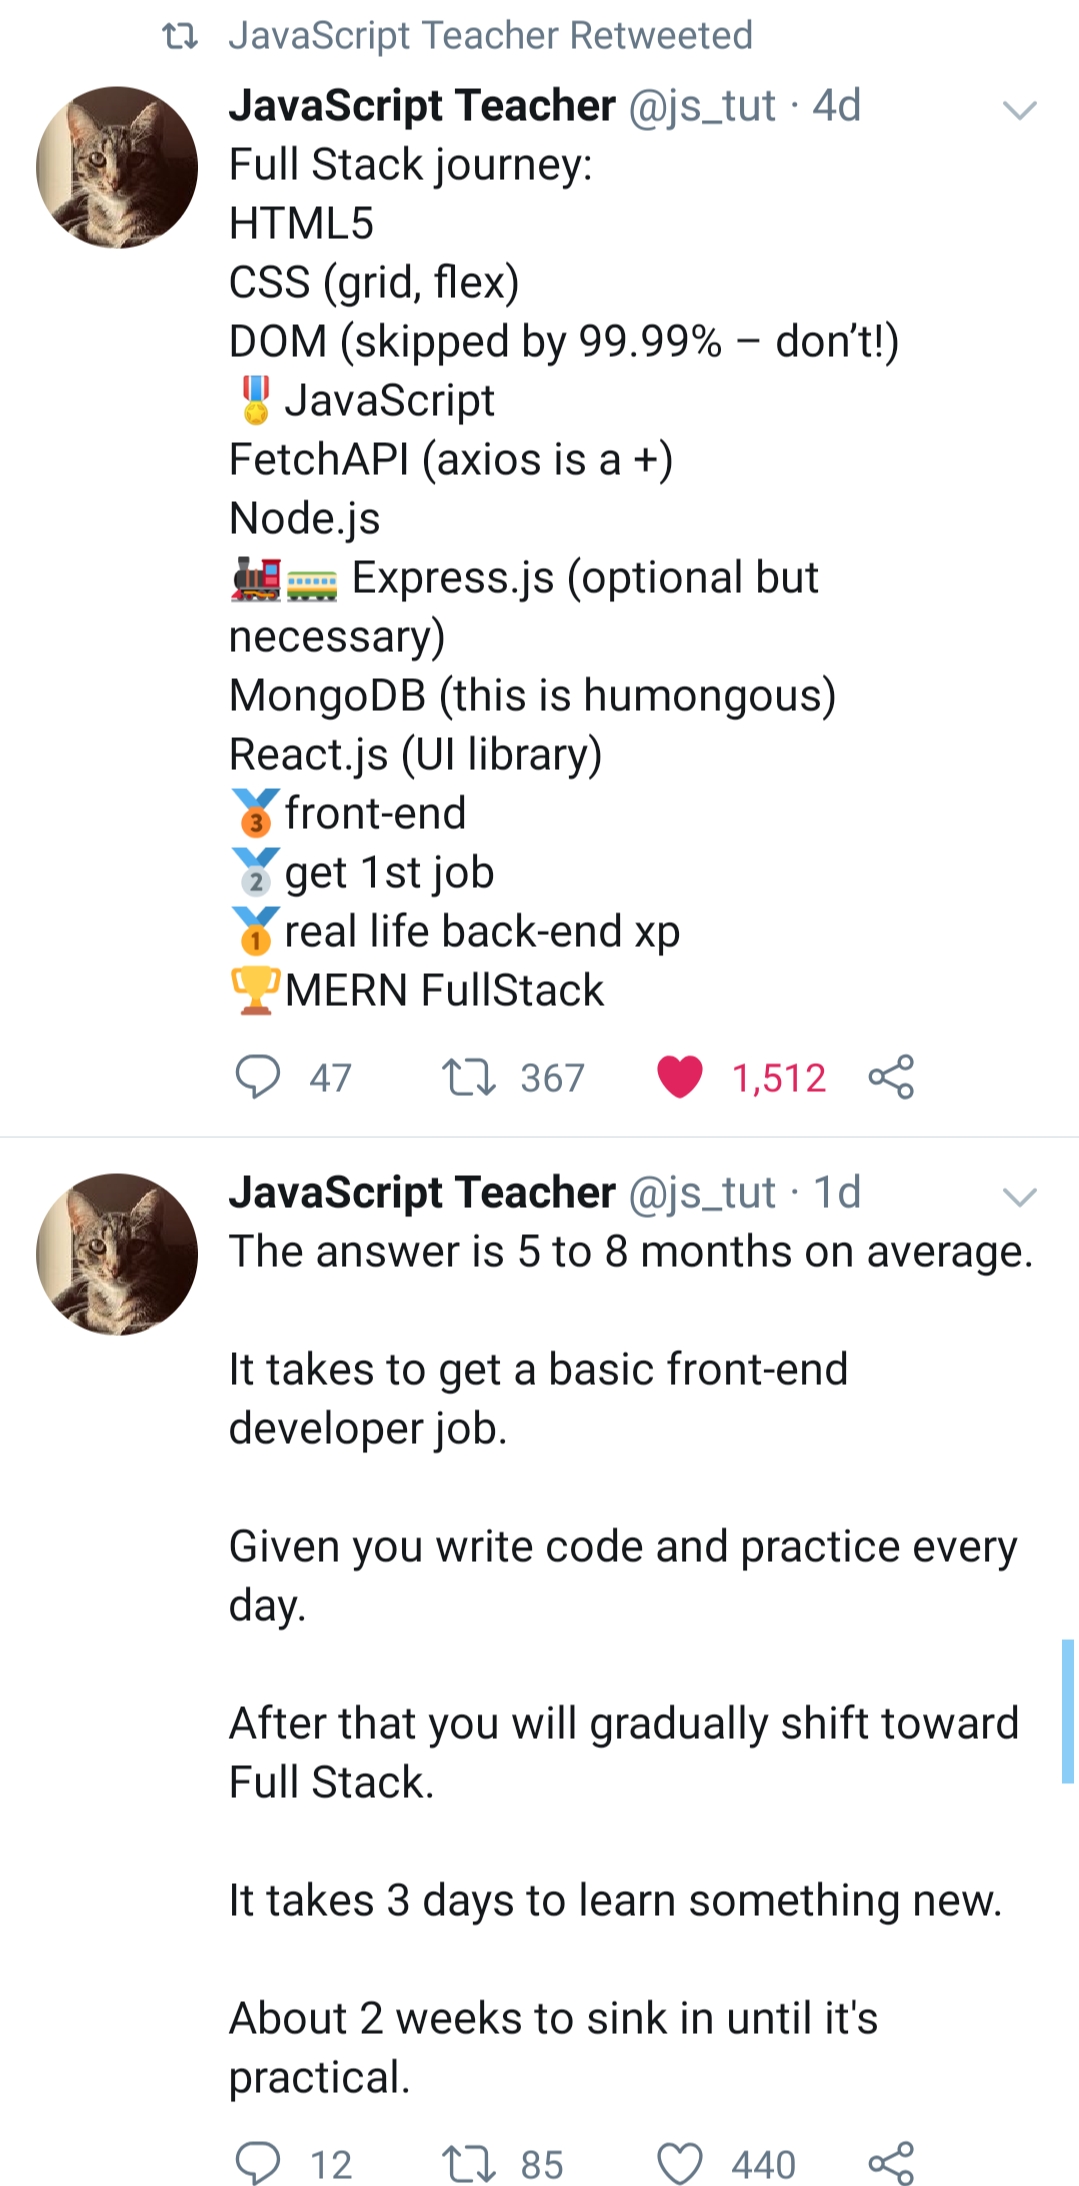 JavaScript Teacher Retweeted
JavaScript Teacher @js_tut · 4d
Full Stack journey:
HTML5
CSS (grid, flex)
DOM (skipped by 99.99% – don’t!)
🎖️JavaScript
FetchAPI (axios is a +)
Node.js
🚂🚃 Express.js (optional but
necessary)
MongoDB (this is humongous)
React.js (UI library)
🥉front-end
🥈get 1st job
🥇real life back-end xp
🏆MERN FullStack
47 367 1,512
JavaScript Teacher @js_tut · 1d
The answer is 5 to 8 months on average.
It takes to get a basic front-end
developer job.
Given you write code and practice every
day.
After that you will gradually shift toward
Full Stack.
It takes 3 days to learn something new.
About 2 weeks to sink in until it's
practical.
12 85 440